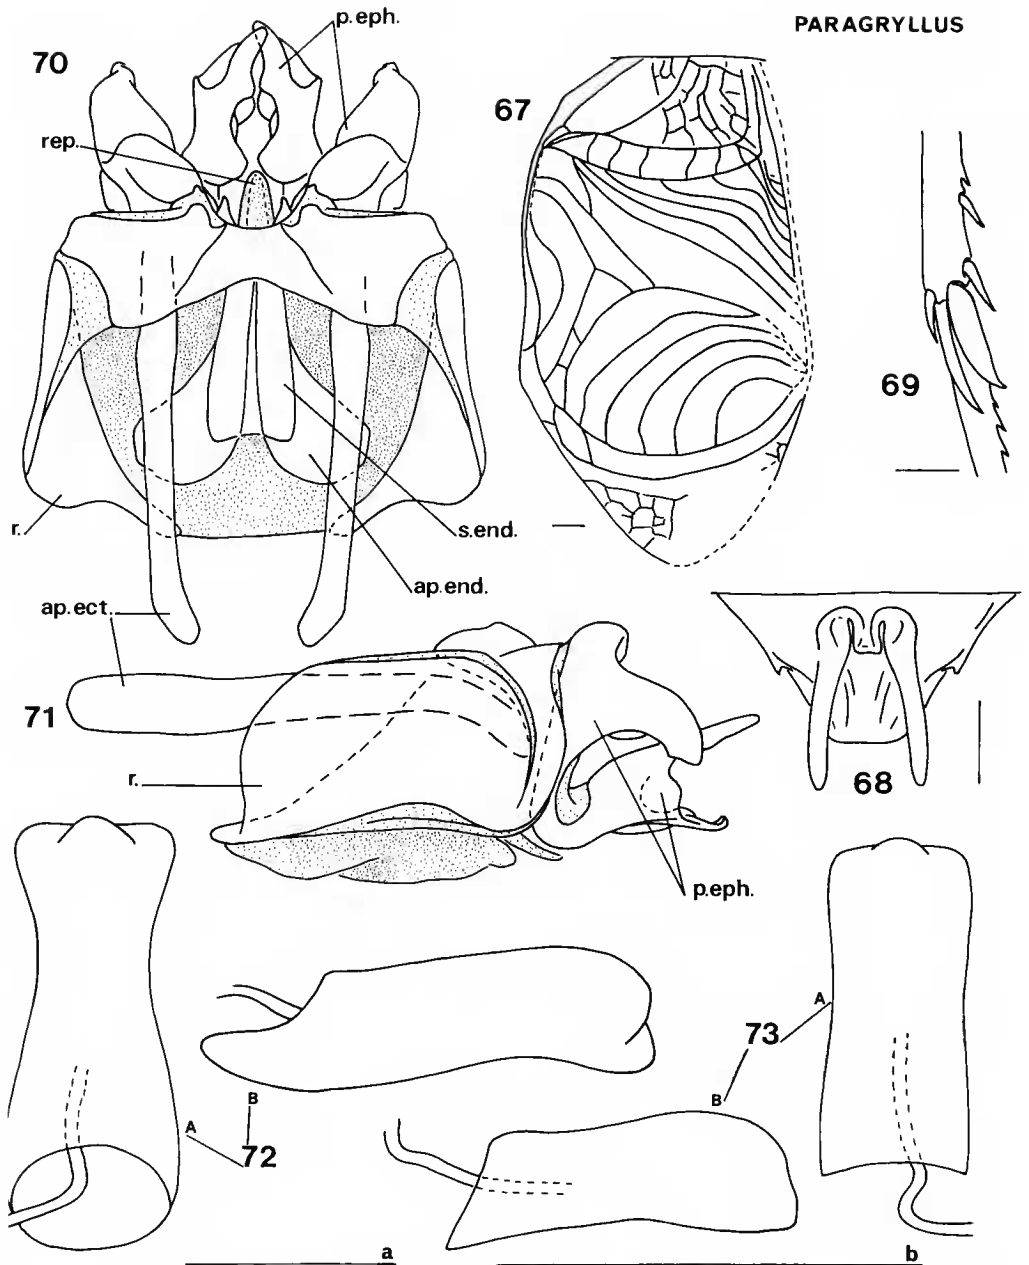 PARAGRYLLUS
p.eph.
70
rep.
67
69
r.
s.end.
ap.end.
ap.ect.
71
r.
68
p.eph.
A
73
B
B
A
72
a
b